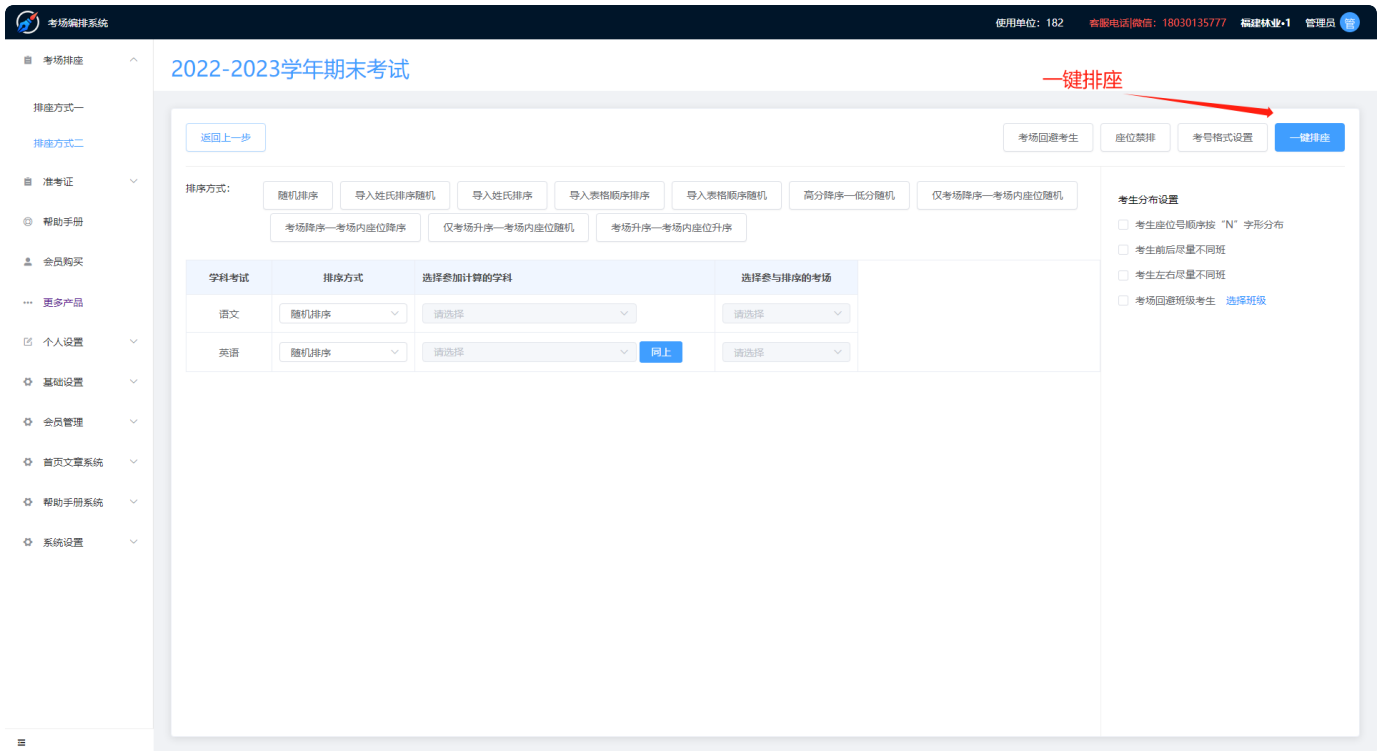 考场编排系统
使用单位：182 客服电话|微信：18030135777 福建林业•1 管理员 管
考场排座
排座方式一
排座方式二
准考证
帮助手册
会员购买
更多产品
个人设置
基础设置
会员管理
首页文章系统
帮助手册系统
系统设置
2022-2023学年期末考试
一键排座
返回上一步 考场回避考生 座位禁排 考号格式设置 一键排座
排序方式： 随机排序 导入姓氏排序随机 导入姓氏排序 导入表格顺序排序 导入表格顺序随机 高分降序—低分随机 仅考场降序—考场内座位随机
考场降序—考场内座位降序 仅考场升序—考场内座位随机 考场升序—考场内座位升序
学科考试 排序方式 选择参加计算的学科 选择参与排序的考场
语文 随机排序 请选择 请选择
英语 随机排序 请选择 同上 请选择
考生分布设置
考生座位号顺序按“N”字形分布
考生前后尽量不同班
考生左右尽量不同班
考场回避班级考生 选择班级